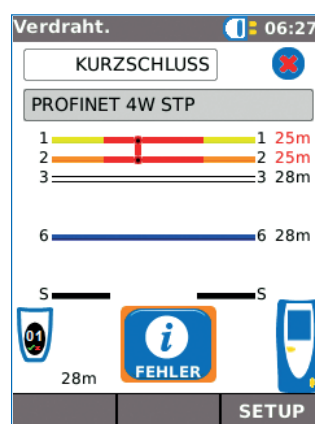 Verdraht. 06:27
KURZSCHLUSS
PROFINET 4W STP
1 1 25m
2 2 25m
3 3 28m
6 6 28m
S S
01
28m
i
FEHLER
SETUP